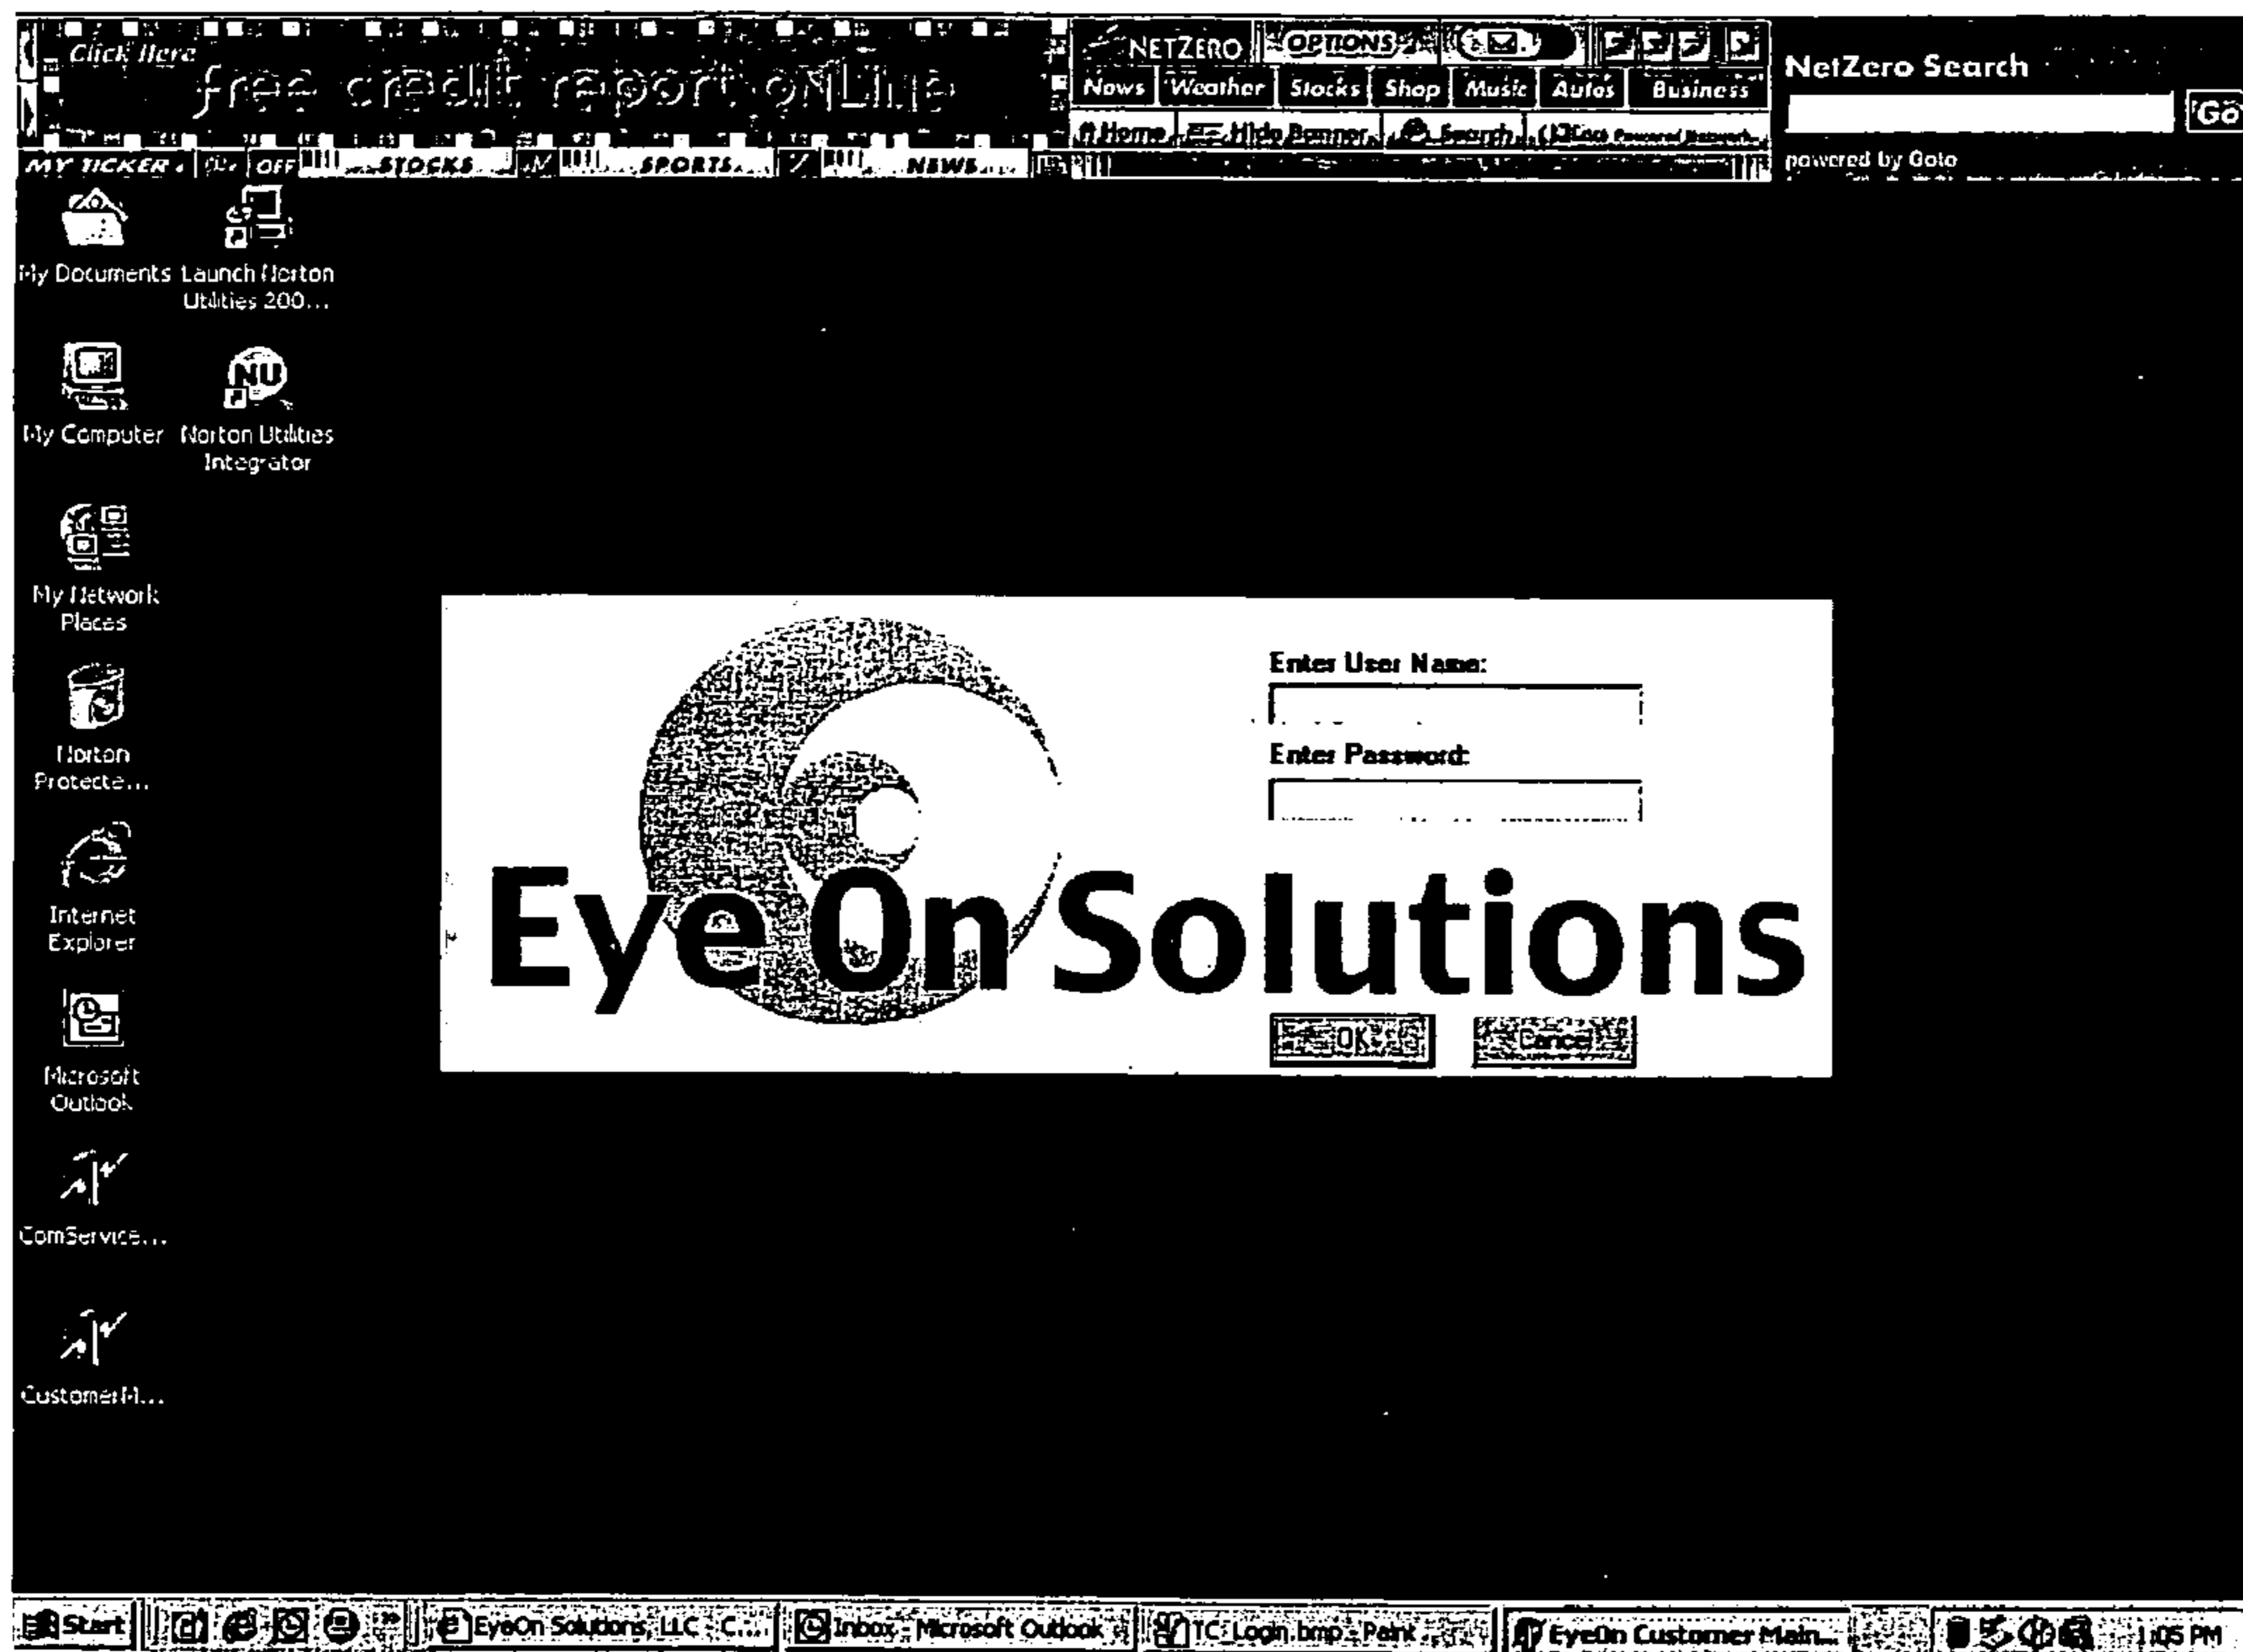 Click Here
free credit report onLine
NETZERO OPTIONS
News Weather Stocks Shop Music Autos Business
Home Hide Banner Search
NetZero Search
Go
powered by Goto
MY TICKER OFF STOCKS SPORTS NEWS
My Documents
Launch Norton
Utilities 200...
My Computer
Norton Utilities
Integrator
My Network
Places
Norton
Protecte...
Internet
Explorer
Microsoft
Outlook
ComService...
CustomerM...
Enter User Name:
Enter Password:
Eye On Solutions
OK Cancel
Start EyeOn Solutions, LLC - C... Inbox - Microsoft Outlook TC-Login.bmp - Paint EyeOn Customer Main... 1:05 PM